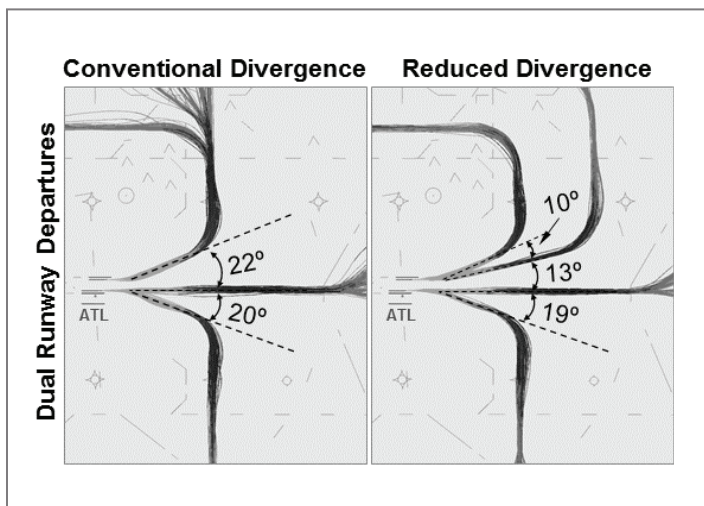 Conventional Divergence
Reduced Divergence
Dual Runway Departures
22º
20º
ATL
10º
13º
19º
ATL